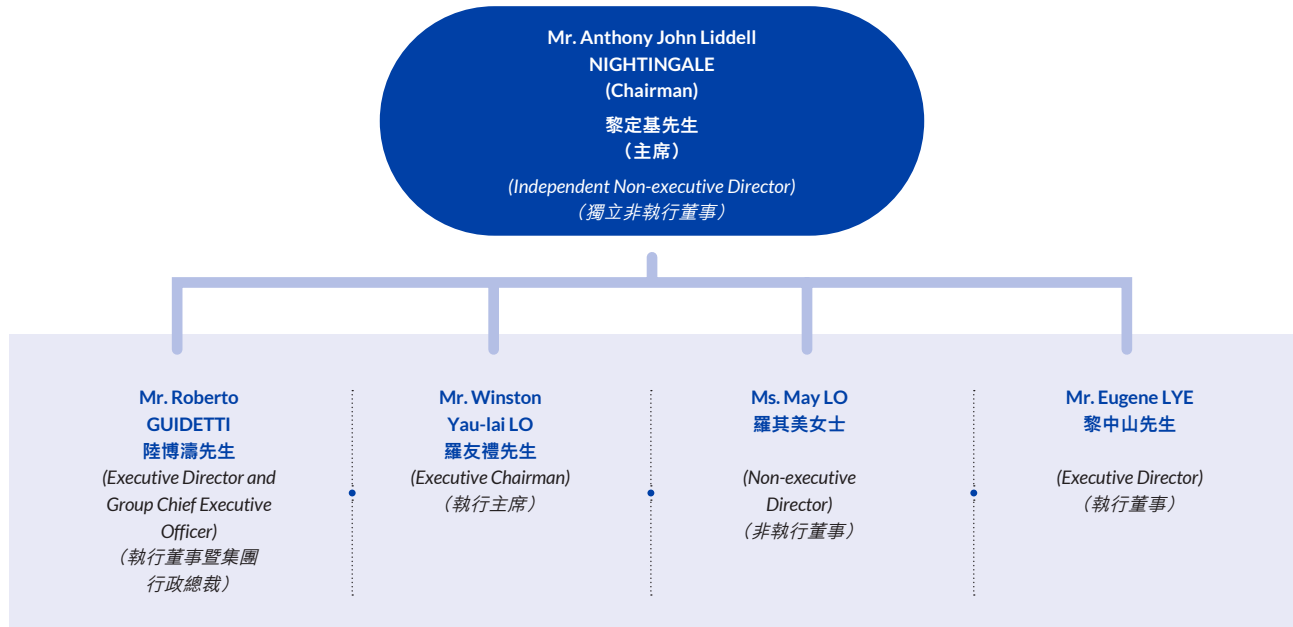 Mr. Anthony John Liddell
NIGHTINGALE
(Chairman)
黎定基先生
（主席）
(Independent Non-executive Director)
（獨立非執行董事）
Mr. Roberto
GUIDETTI
陸博濤先生
(Executive Director and
Group Chief Executive
Officer)
（執行董事暨集團
行政總裁）
Mr. Winston
Yau-lai LO
羅友禮先生
(Executive Chairman)
（執行主席）
Ms. May LO
羅其美女士
(Non-executive
Director)
（非執行董事）
Mr. Eugene LYE
黎中山先生
(Executive Director)
（執行董事）